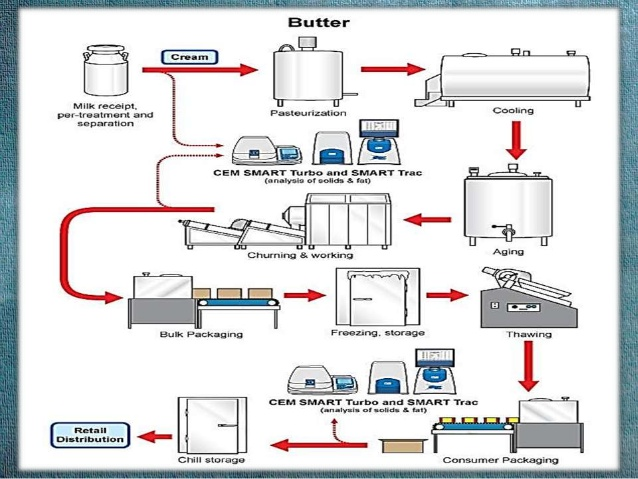 Butter
Cream
Milk receipt,
per-treatment and
separation
Pasteurization
Cooling
CEM SMART Turbo and SMART Trac
(analysis of solids & fat)
Churning & working
Aging
Bulk Packaging
Freezing, storage
Thawing
CEM SMART Turbo and SMART Trac
(analysis of solids & fat)
Retail
Distribution
Chill storage
Consumer Packaging